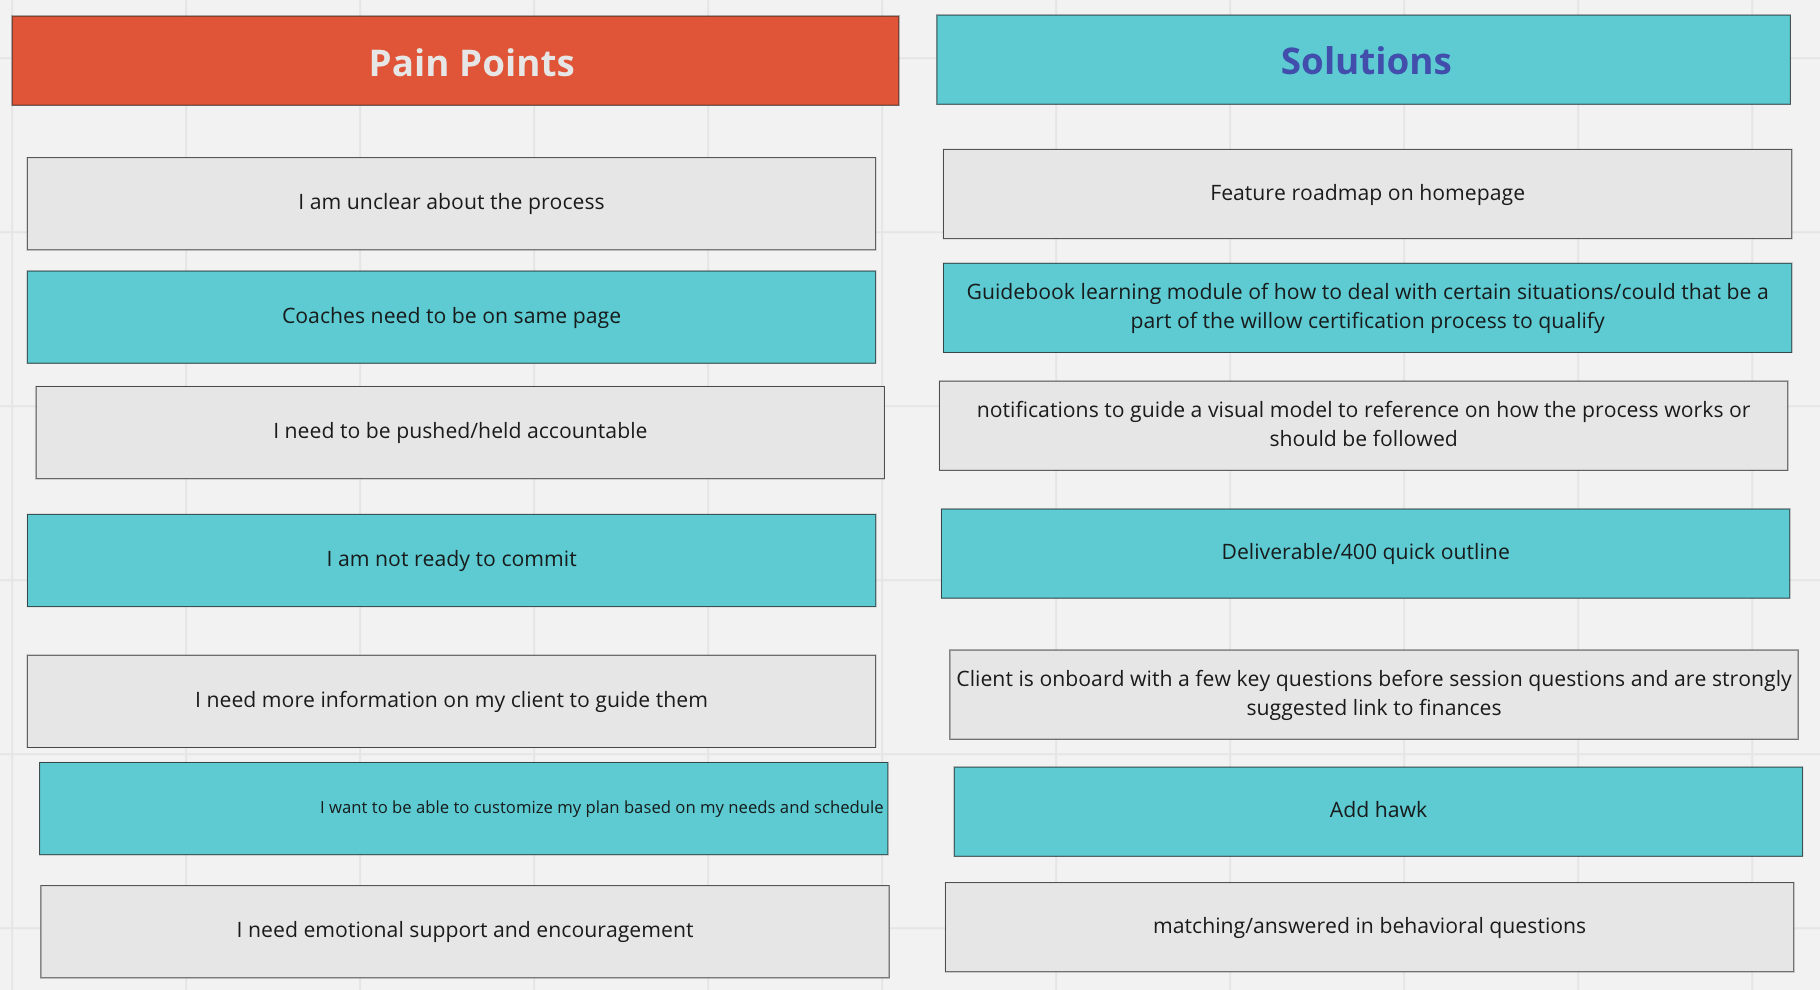 Pain Points
Solutions
I am unclear about the process
Feature roadmap on homepage
Coaches need to be on same page
Guidebook learning module of how to deal with certain situations/could that be a
part of the willow certification process to qualify
I need to be pushed/held accountable
notifications to guide a visual model to reference on how the process works or
should be followed
I am not ready to commit
Deliverable/400 quick outline
I need more information on my client to guide them
Client is onboard with a few key questions before session questions and are strongly
suggested link to finances
I want to be able to customize my plan based on my needs and schedule
Add hawk
I need emotional support and encouragement
matching/answered in behavioral questions